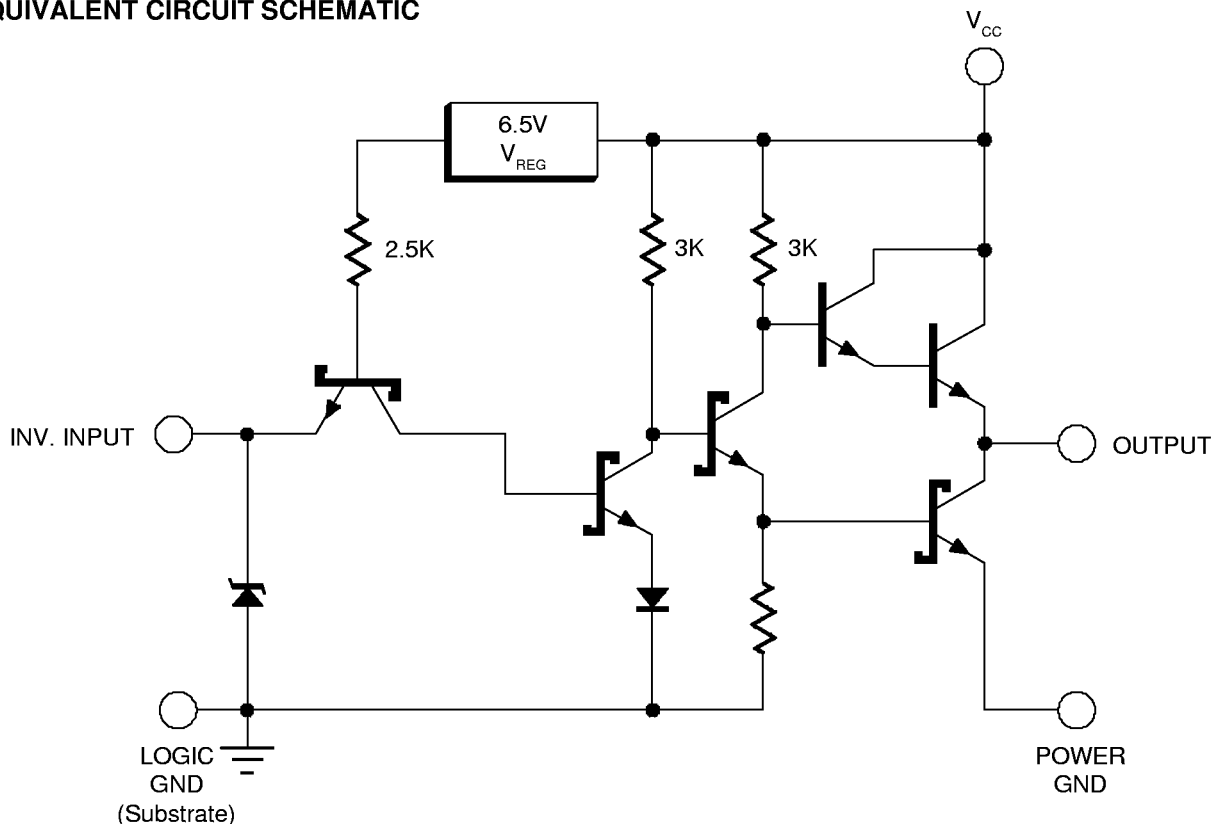 QUIVALENT CIRCUIT SCHEMATIC
VCC
6.5V
VREG
2.5K
3K
3K
INV. INPUT
OUTPUT
LOGIC
GND
(Substrate)
POWER
GND